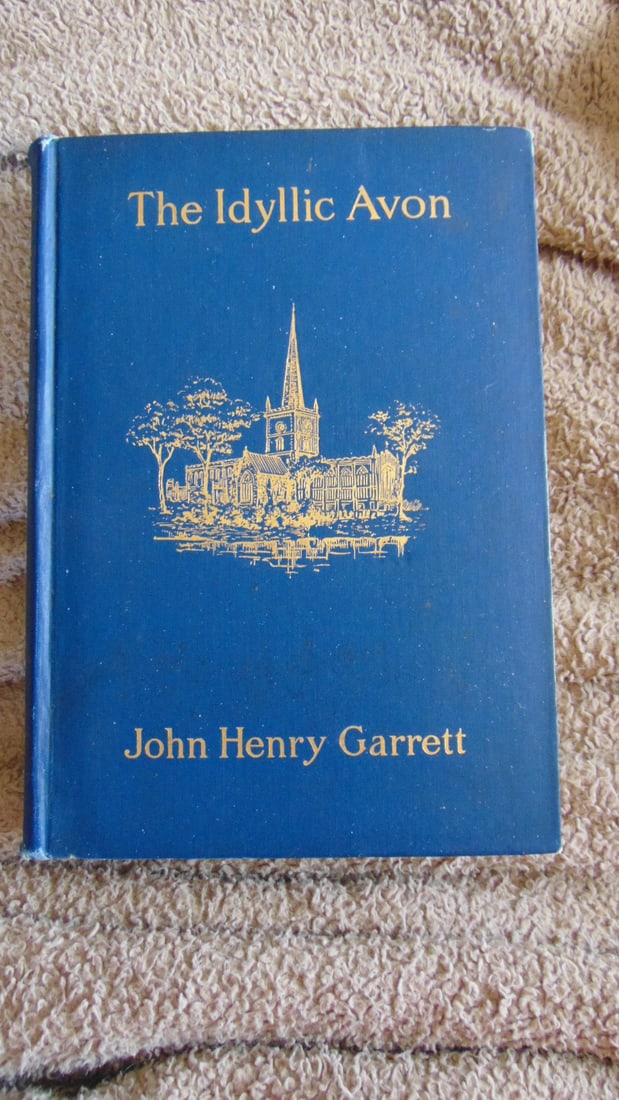 The Idyllic Avon
John Henry Garrett